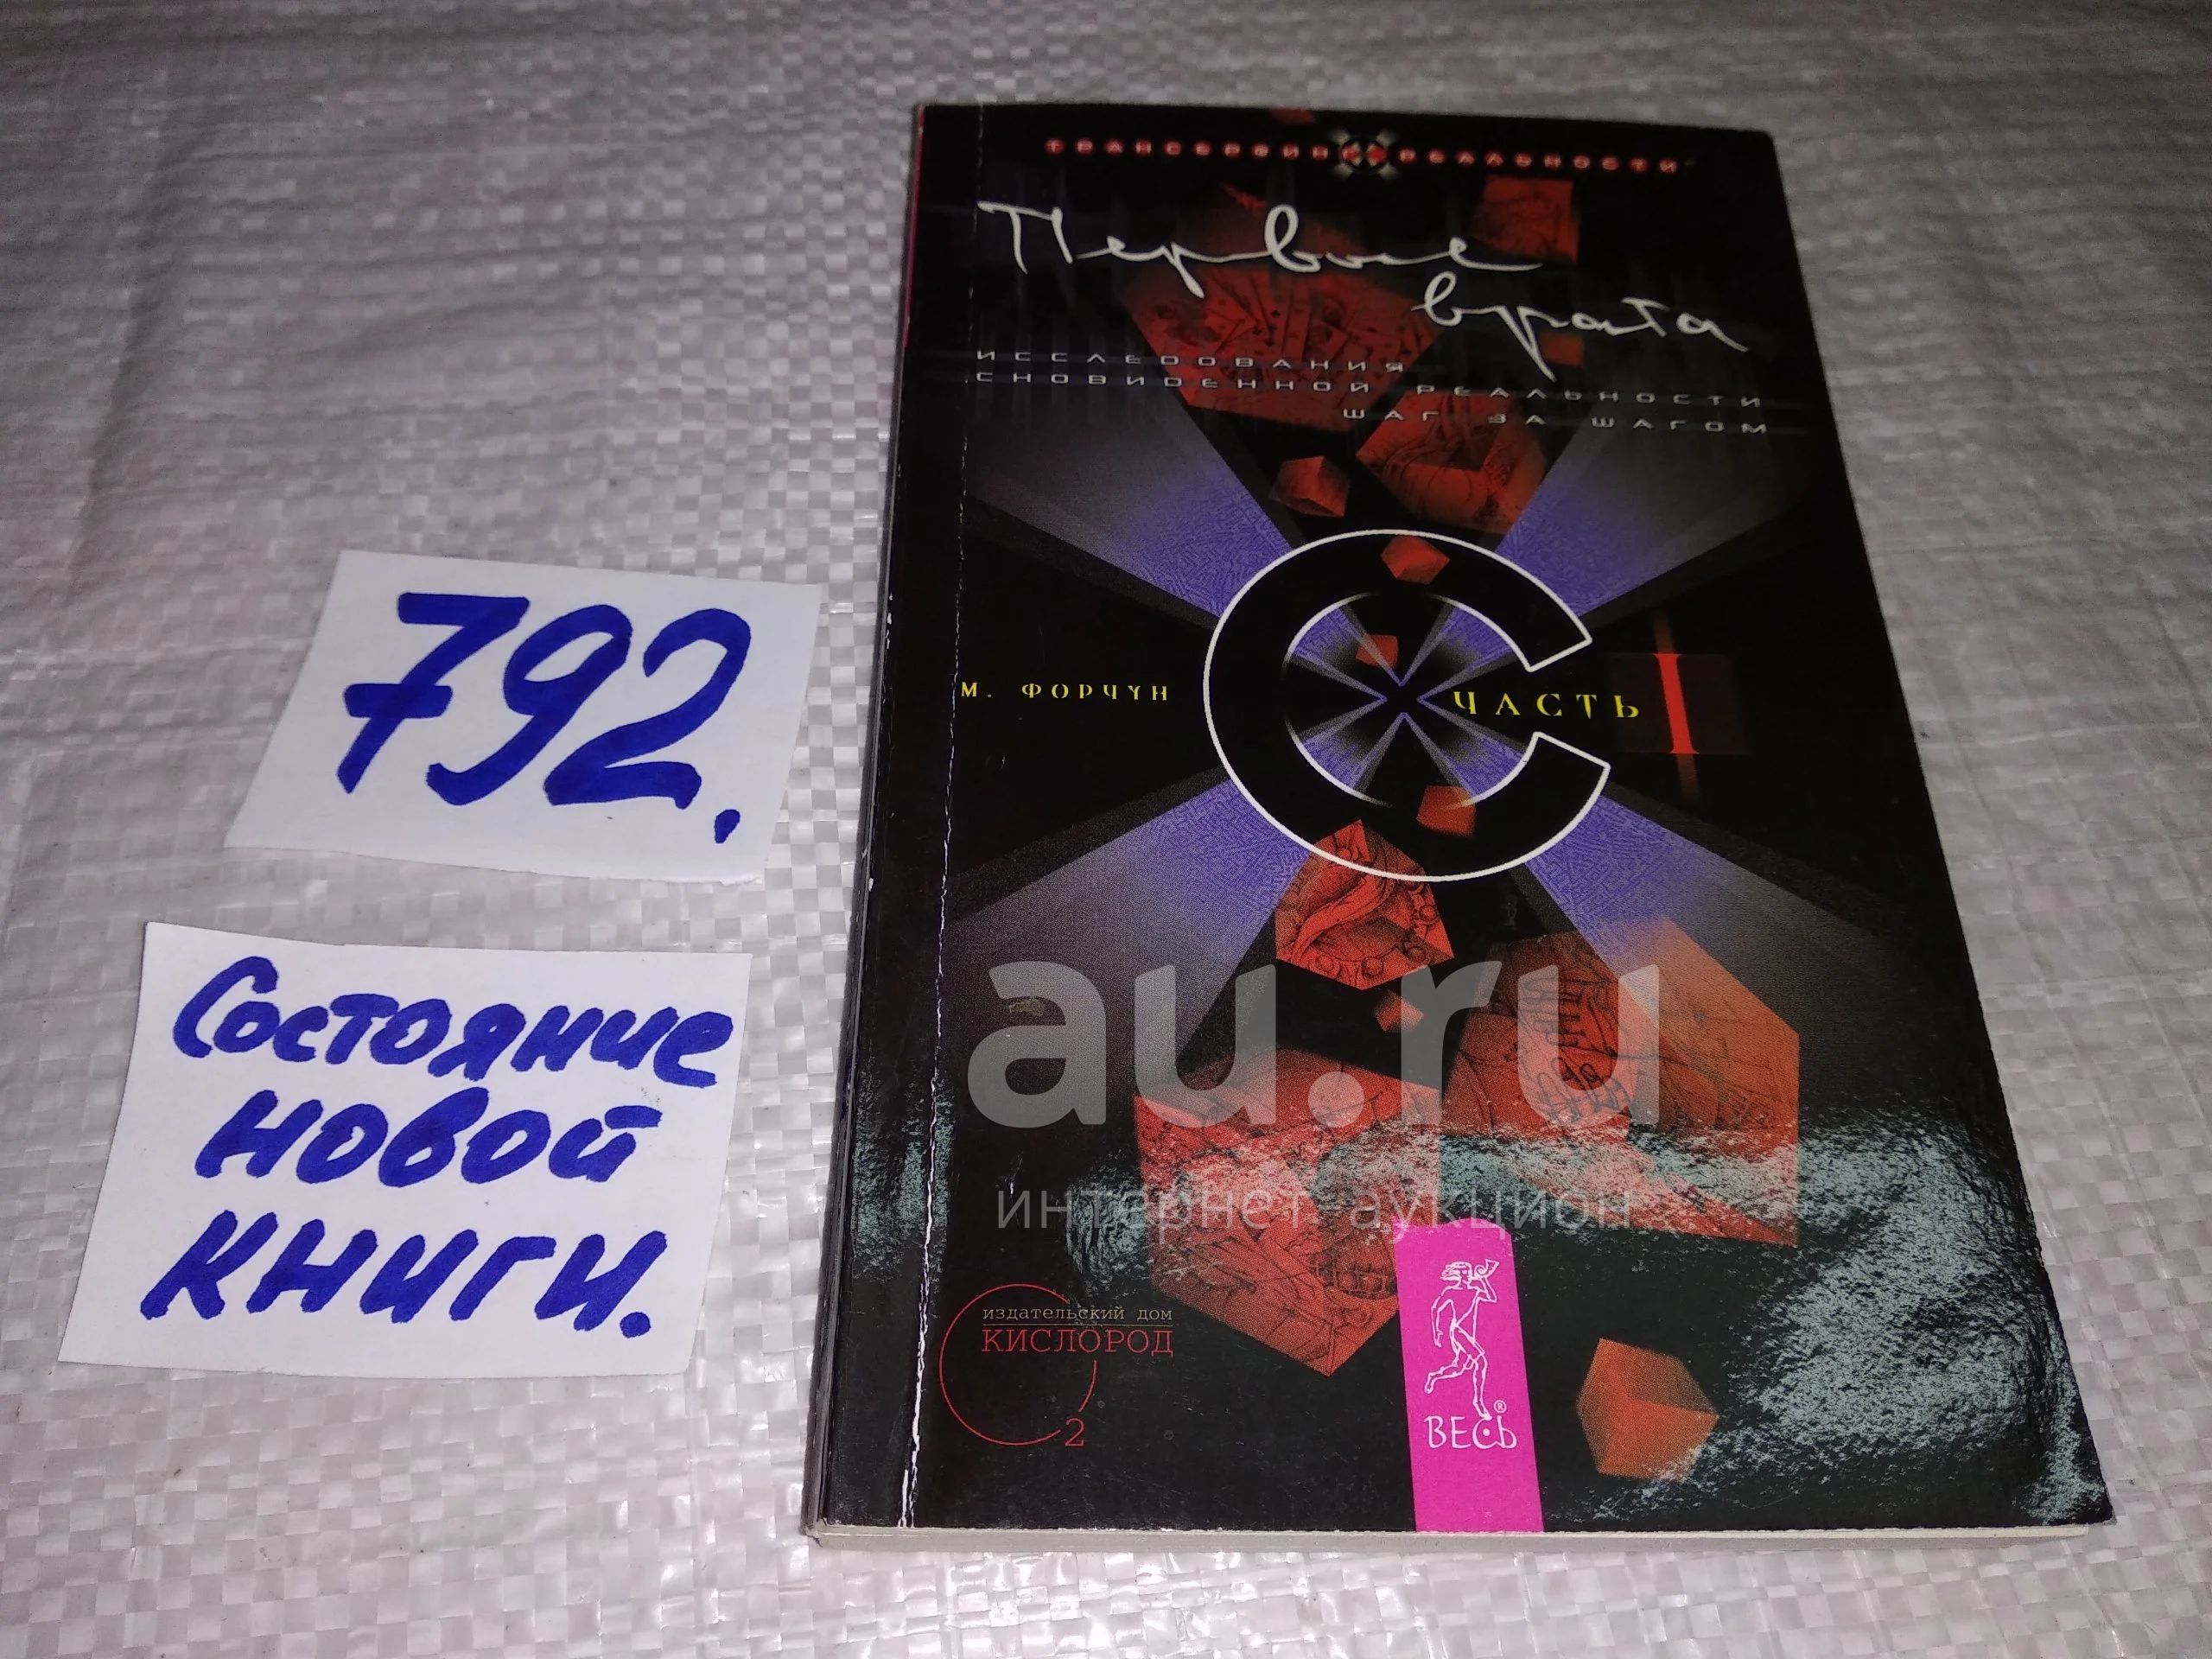 ТРАНСЕРФИНГ РЕАЛЬНОСТИ
Первые
врата
ИССЛЕДОВАНИЯ
СНОВИДЕННОЙ РЕАЛЬНОСТИ
ШАГ ЗА ШАГОМ
792.
М. ФОРЧУН
С
ЧАСТЬ I
Состояние
новой
книги.
au.ru
интернет-аукцион
издательский дом
КИСЛОРОД
2
ВЕСЬ®